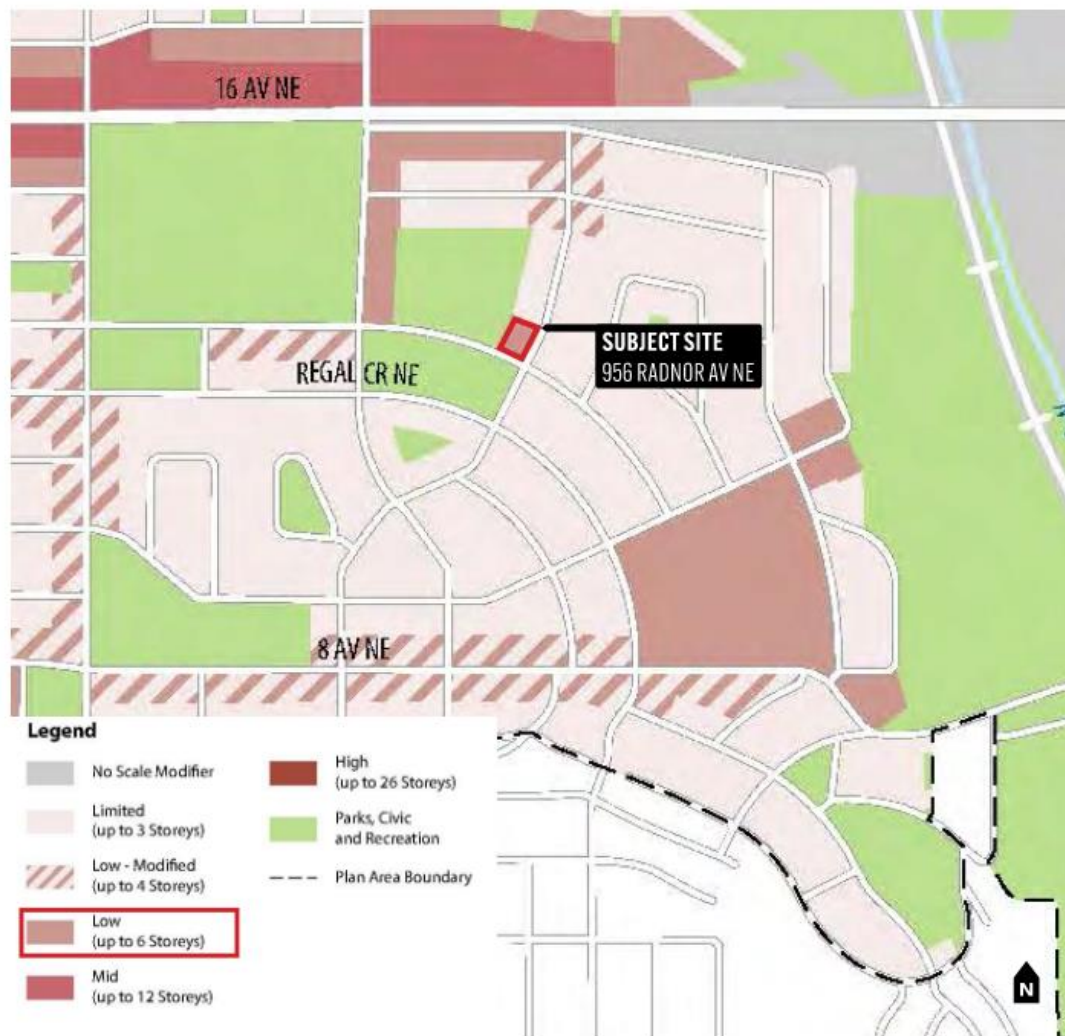 16 AV NE
SUBJECT SITE
956 RADNOR AV NE
REGAL CR NE
8 AV NE
Legend
No Scale Modifier
Limited
(up to 3 Storeys)
Low - Modified
(up to 4 Storeys)
Low
(up to 6 Storeys)
Mid
(up to 12 Storeys)
High
(up to 26 Storeys)
Parks, Civic
and Recreation
Plan Area Boundary
N